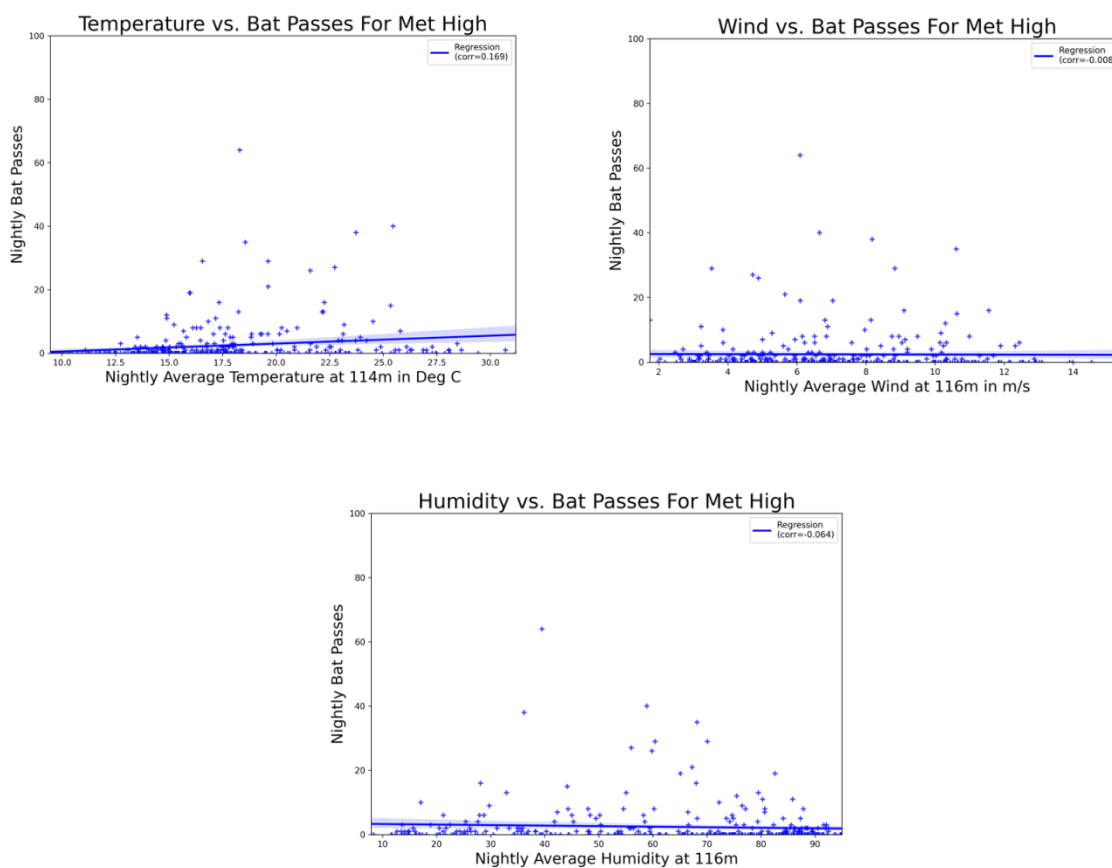 Temperature vs. Bat Passes For Met High
100
80
60
40
20
0
Nightly Bat Passes
Regression
(corr=0.169)
10.0 12.5 15.0 17.5 20.0 22.5 25.0 27.5 30.0
Nightly Average Temperature at 114m in Deg C
Wind vs. Bat Passes For Met High
100
80
60
40
20
0
Nightly Bat Passes
Regression
(corr=-0.008
2 4 6 8 10 12 14
Nightly Average Wind at 116m in m/s
Humidity vs. Bat Passes For Met High
100
80
60
40
20
0
Nightly Bat Passes
Regression
(corr=-0.064)
10 20 30 40 50 60 70 80 90
Nightly Average Humidity at 116m